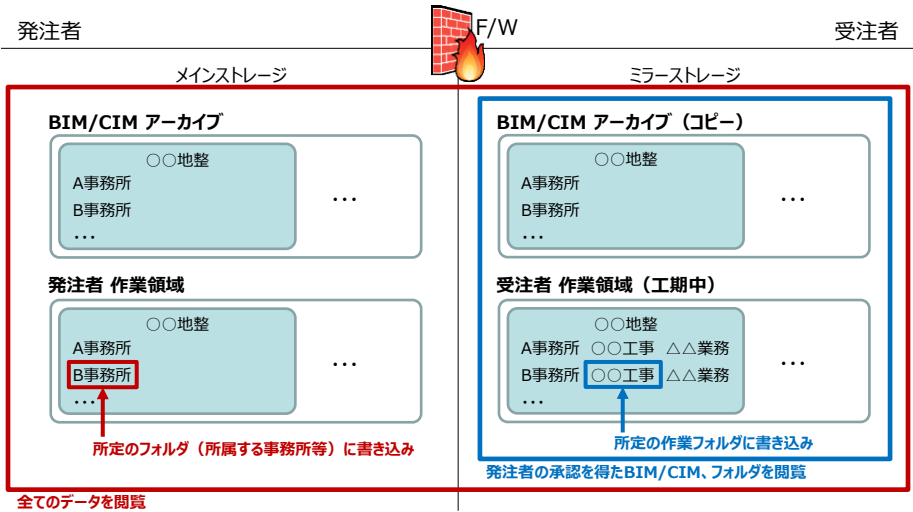 発注者
F/W
受注者
メインストレージ
ミラーストレージ
BIM/CIM アーカイブ
○○地整
A事務所
B事務所
...
...
BIM/CIM アーカイブ（コピー）
○○地整
A事務所
B事務所
...
...
発注者 作業領域
○○地整
A事務所
B事務所
...
...
所定のフォルダ（所属する事務所等）に書き込み
受注者 作業領域（工期中）
○○地整
A事務所 ○○工事 △△業務
B事務所 ○○工事 △△業務
...
...
所定の作業フォルダに書き込み
発注者の承認を得たBIM/CIM、フォルダを閲覧
全てのデータを閲覧